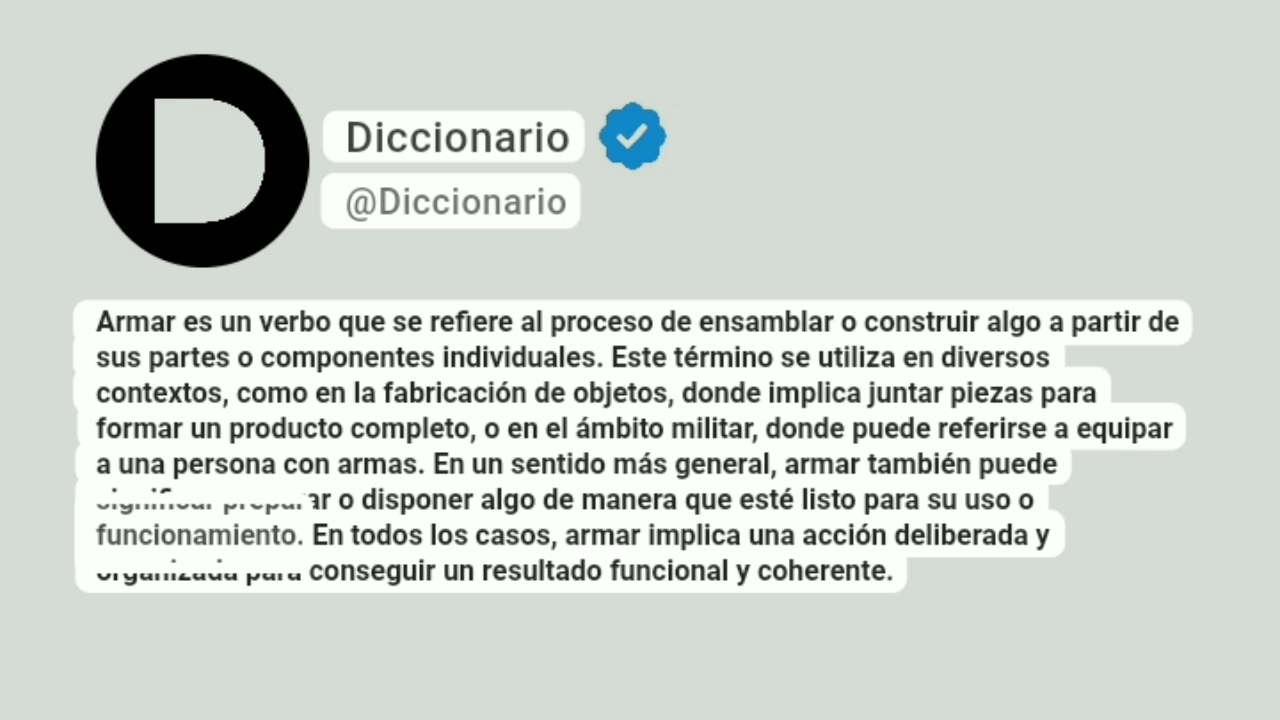 D
Diccionario
@Diccionario
Armar es un verbo que se refiere al proceso de ensamblar o construir algo a partir de
sus partes o componentes individuales. Este término se utiliza en diversos
contextos, como en la fabricación de objetos, donde implica juntar piezas para
formar un producto completo, o en el ámbito militar, donde puede referirse a equipar
a una persona con armas. En un sentido más general, armar también puede
significar preparar o disponer algo de manera que esté listo para su uso o
funcionamiento. En todos los casos, armar implica una acción deliberada y
organizada para conseguir un resultado funcional y coherente.